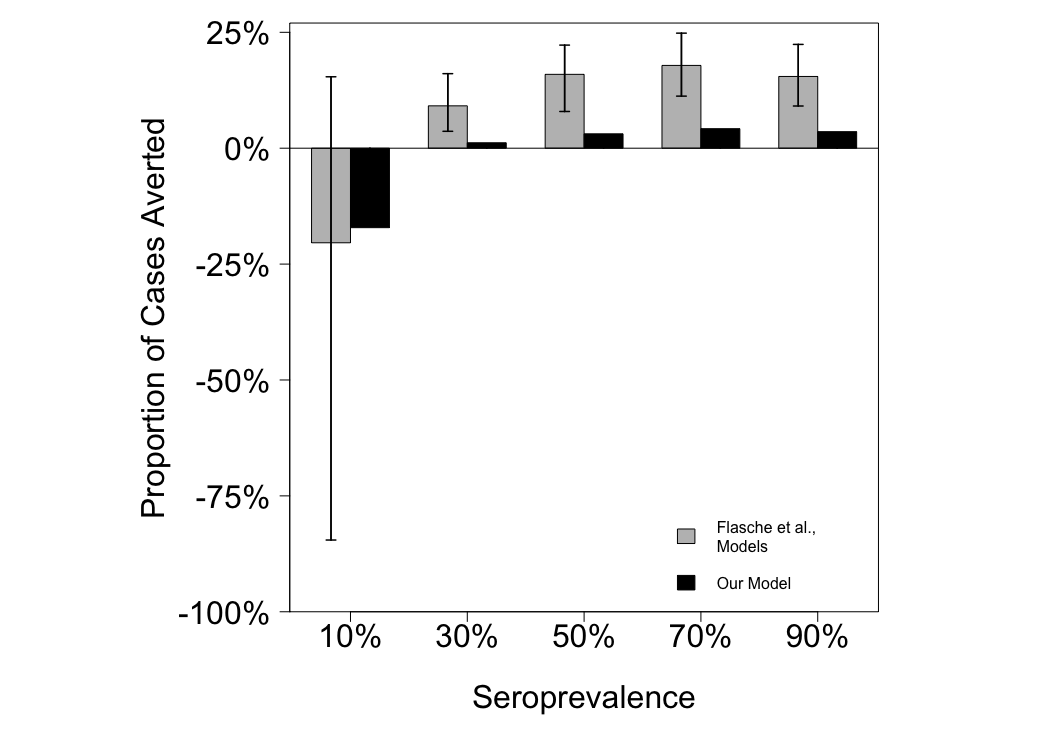 25%
0%
-25%
-50%
-75%
-100%
Proportion of Cases Averted
Flasche et al.,
Models
Our Model
10% 30% 50% 70% 90%
Seroprevalence